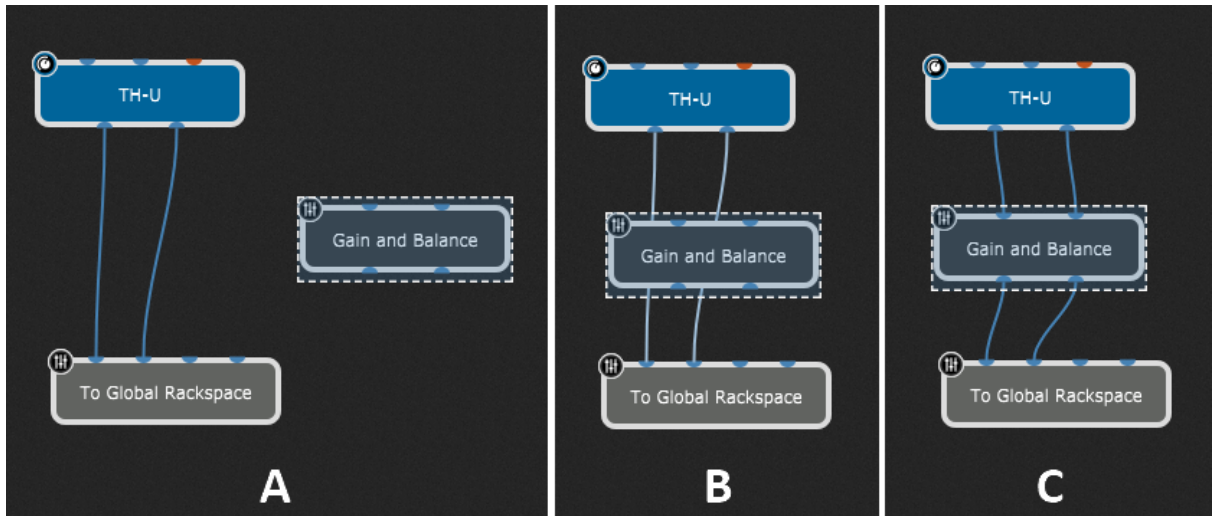 TH-U
Gain and Balance
To Global Rackspace
A
TH-U
Gain and Balance
To Global Rackspace
B
TH-U
Gain and Balance
To Global Rackspace
C